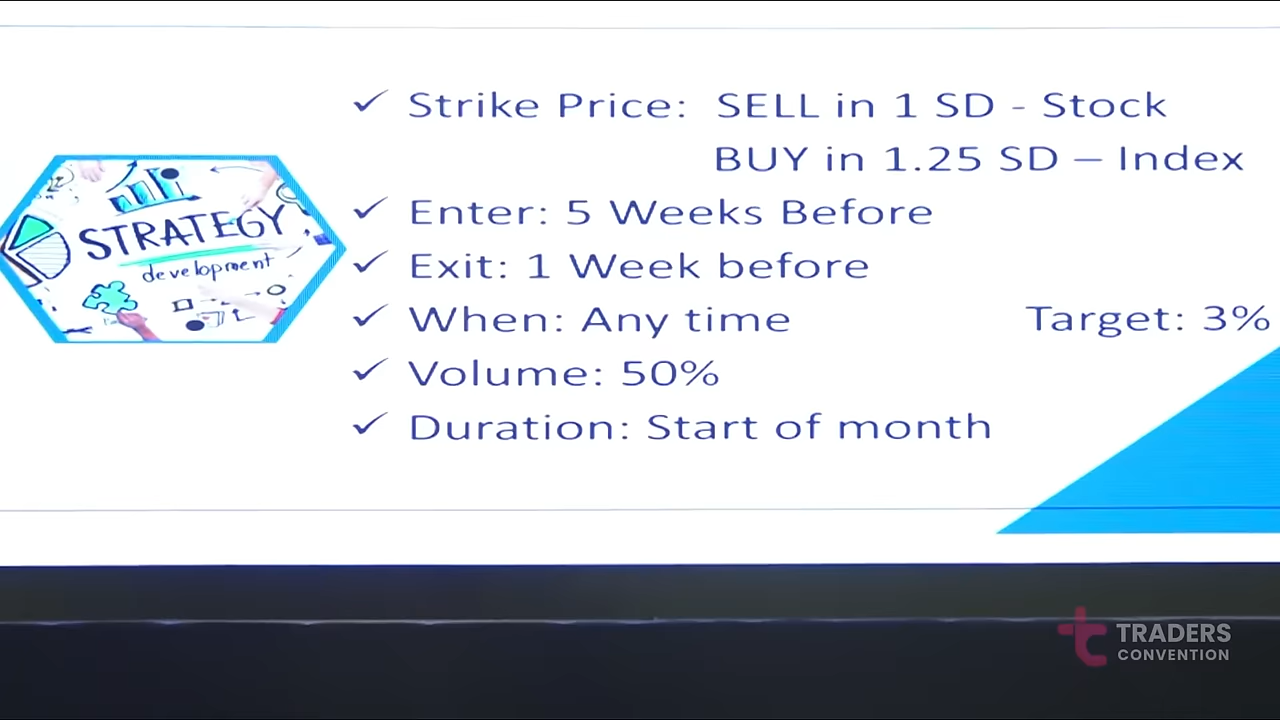 Strike Price: SELL in 1 SD - Stock
BUY in 1.25 SD – Index
STRATEGY
development
Enter: 5 Weeks Before
Exit: 1 Week before
When: Any time
Target: 3%
Volume: 50%
Duration: Start of month
TRADERS
CONVENTION